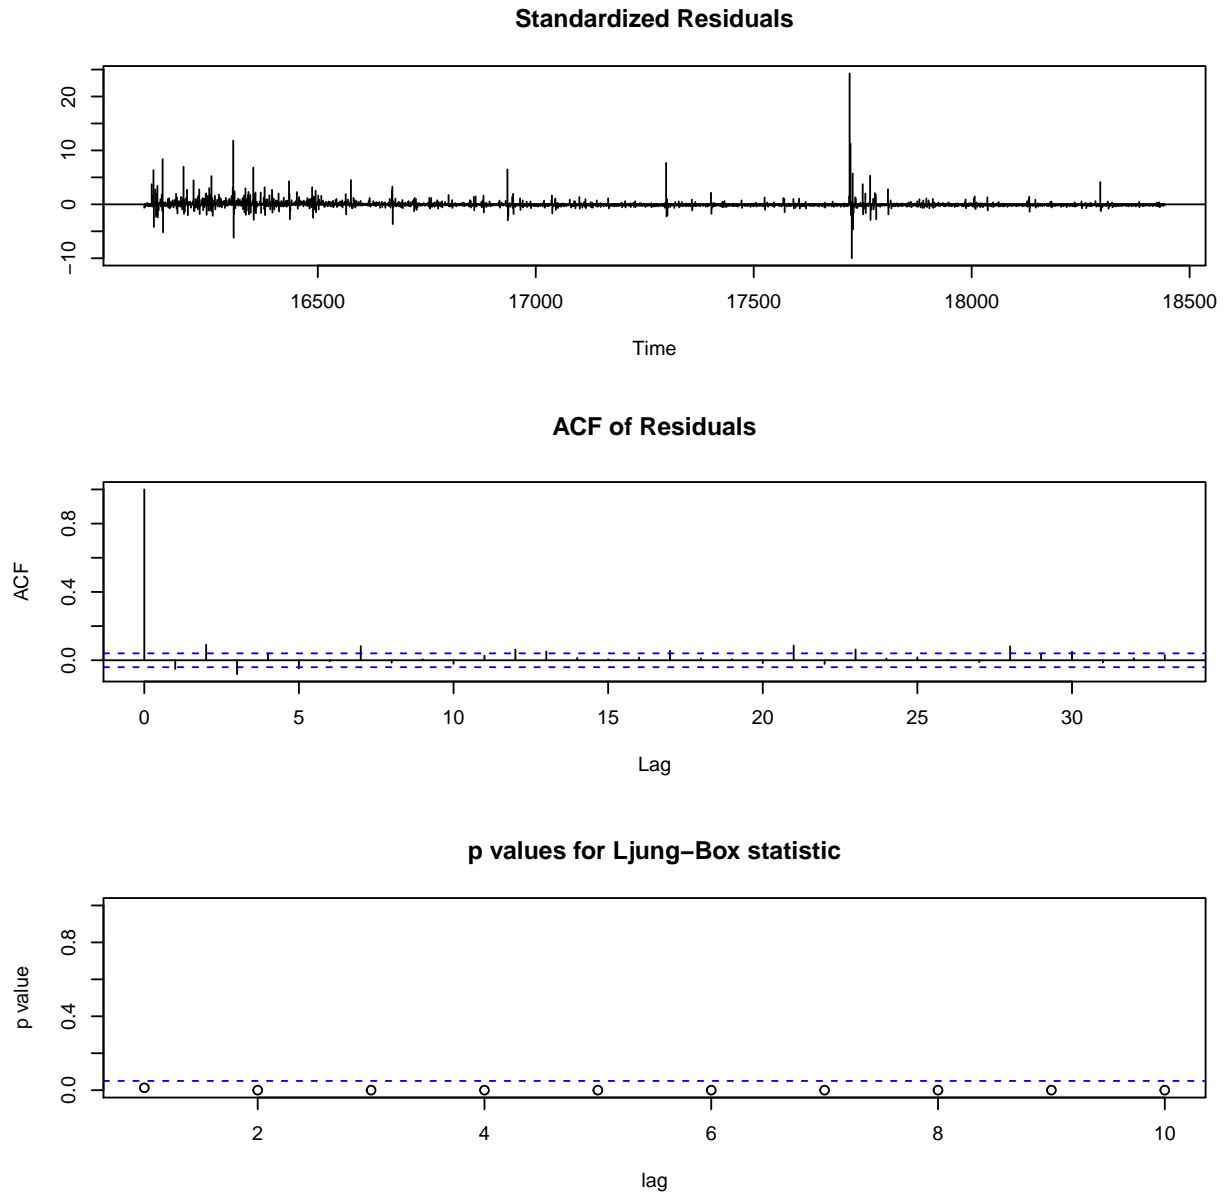 Standardized Residuals
20
10
0
−10
16500 17000 17500 18000 18500
Time
ACF of Residuals
ACF
0.8
0.4
0.0
0 5 10 15 20 25 30
Lag
p values for Ljung−Box statistic
p value
0.8
0.4
0.0
2 4 6 8 10
lag